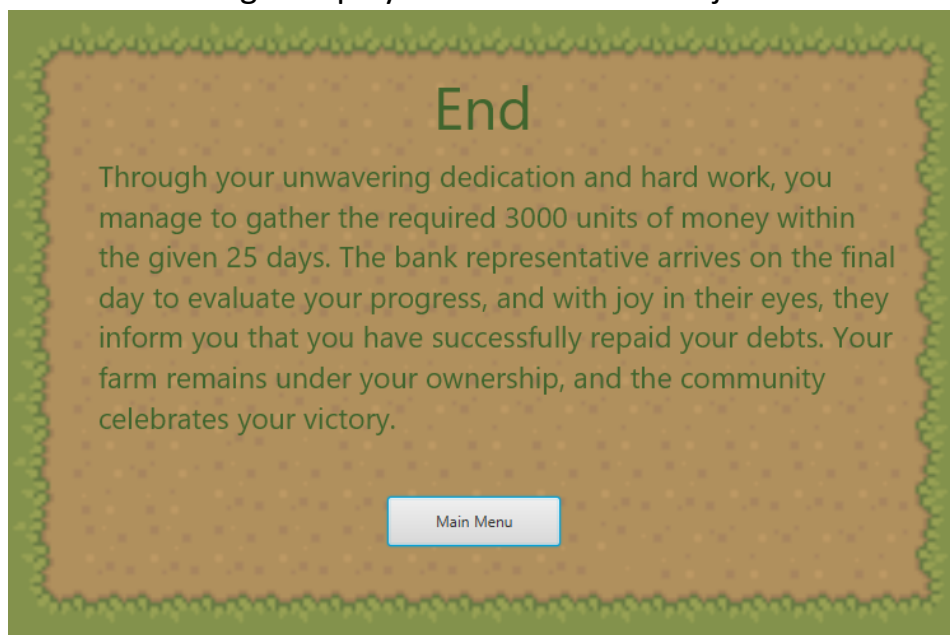 End
Through your unwavering dedication and hard work, you
manage to gather the required 3000 units of money within
the given 25 days. The bank representative arrives on the final
day to evaluate your progress, and with joy in their eyes, they
inform you that you have successfully repaid your debts. Your
farm remains under your ownership, and the community
celebrates your victory.
Main Menu